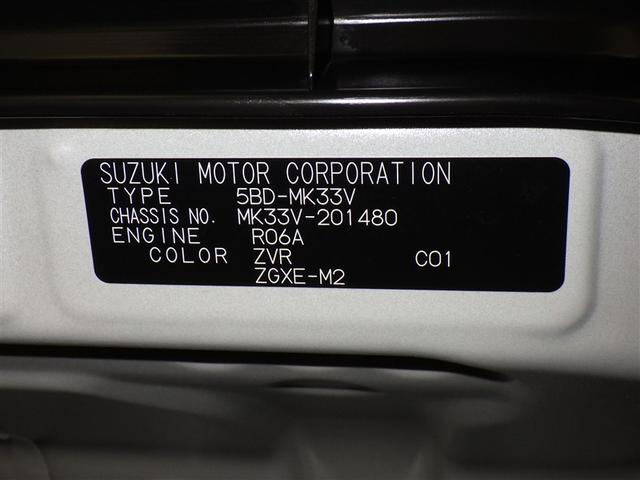 SUZUKI MOTOR CORPORATION
TYPE 5BD-MK33V
CHASSIS NO. MK33V-201480
ENGINE R06A
COLOR ZVR C01
ZGXE-M2